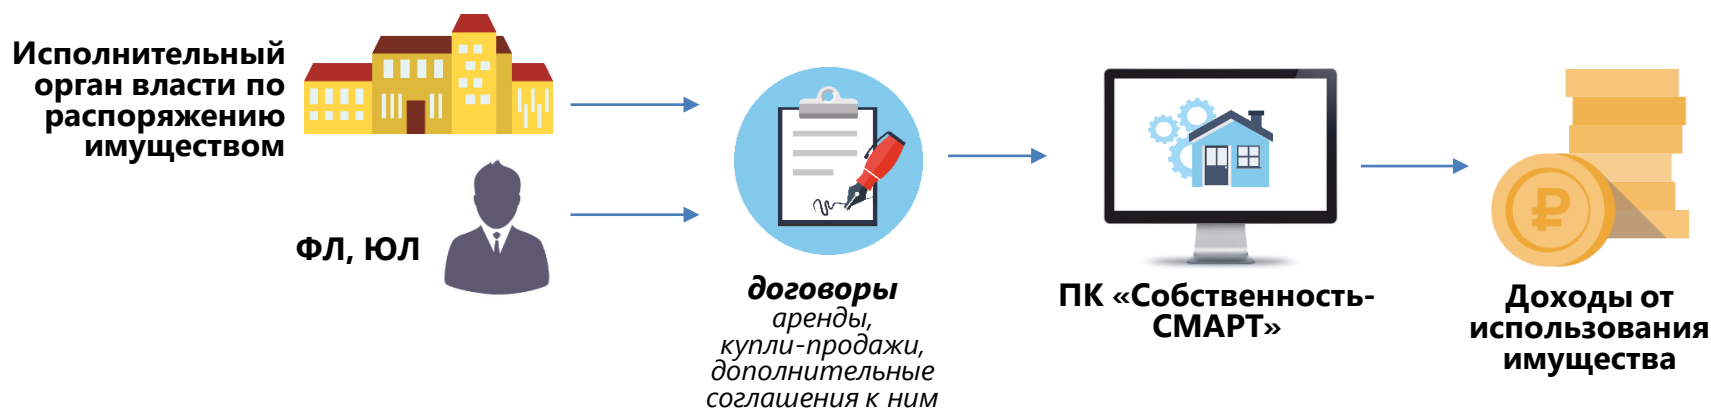 Исполнительный
орган власти по
распоряжению
имуществом
ФЛ, ЮЛ
договоры
аренды,
купли-продажи,
дополнительные
соглашения к ним
ПК «Собственность-
СМАРТ»
Доходы от
использования
имущества